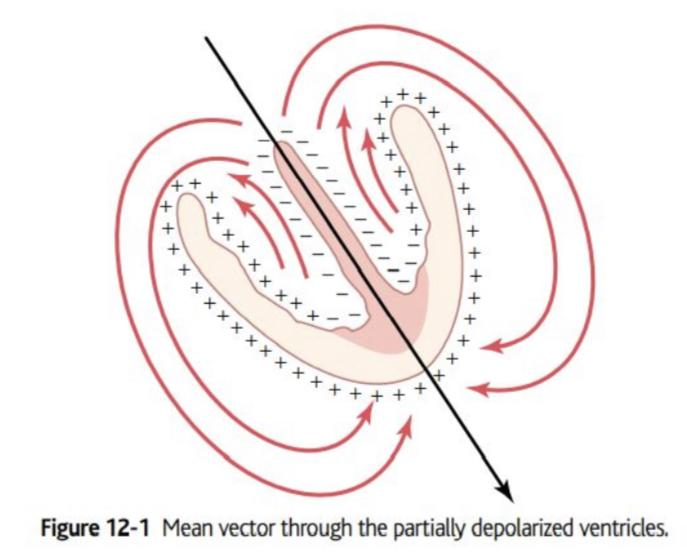 Figure 12-1 Mean vector through the partially depolarized ventricles.